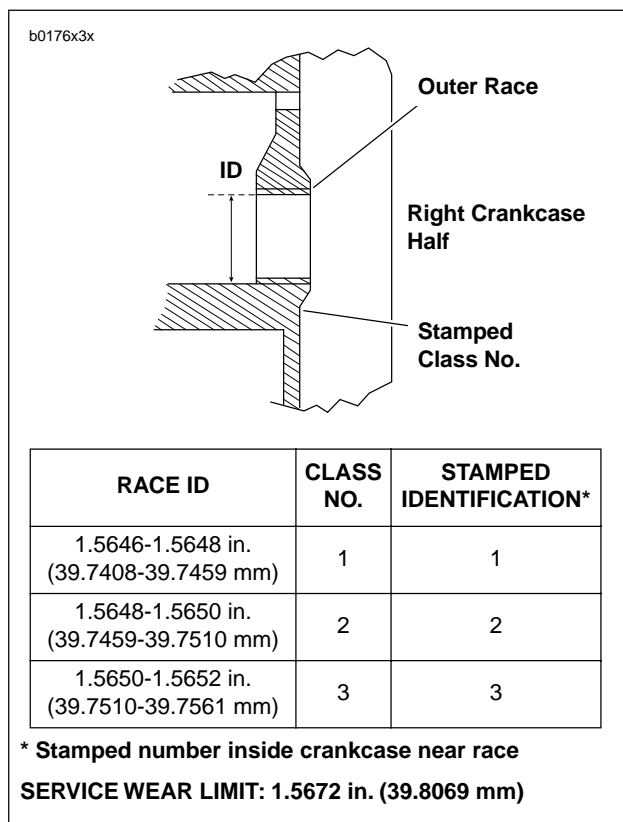 b0176x3x
Outer Race
ID
Right Crankcase
Half
Stamped
Class No.
RACE ID
CLASS
NO.
STAMPED
IDENTIFICATION*
1.5646-1.5648 in.
(39.7408-39.7459 mm)
1
1
1.5648-1.5650 in.
(39.7459-39.7510 mm)
2
2
1.5650-1.5652 in.
(39.7510-39.7561 mm)
3
3
* Stamped number inside crankcase near race
SERVICE WEAR LIMIT: 1.5672 in. (39.8069 mm)